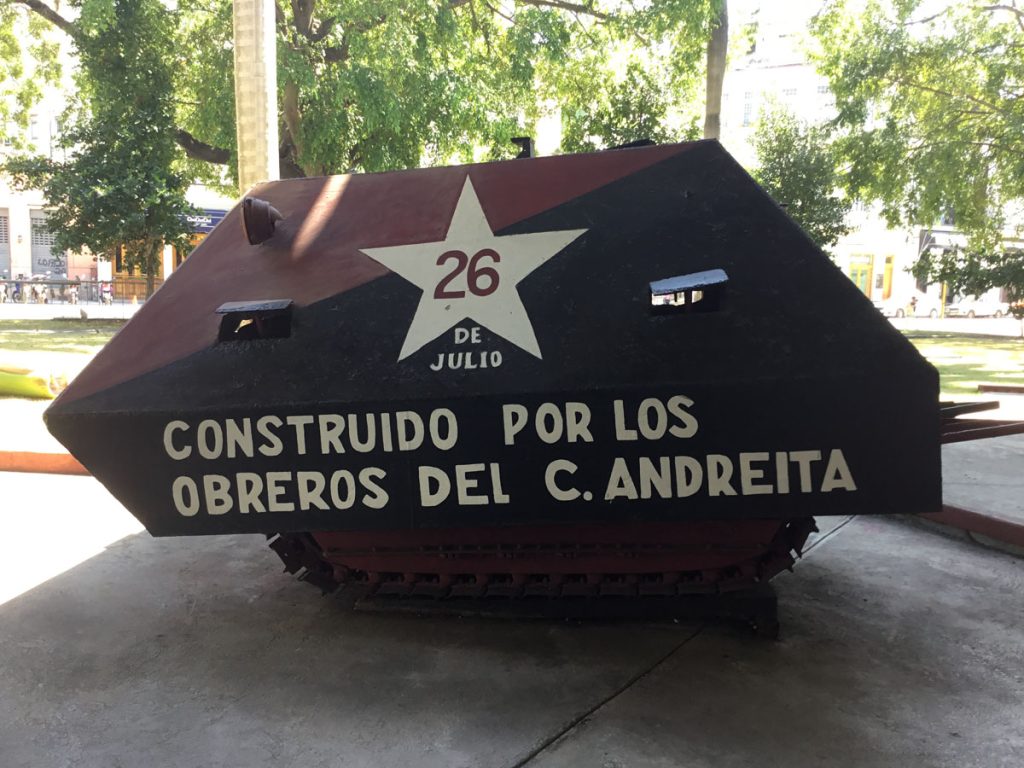 26
DE
JULIO
CONSTRUIDO POR LOS
OBREROS DEL C. ANDREITA